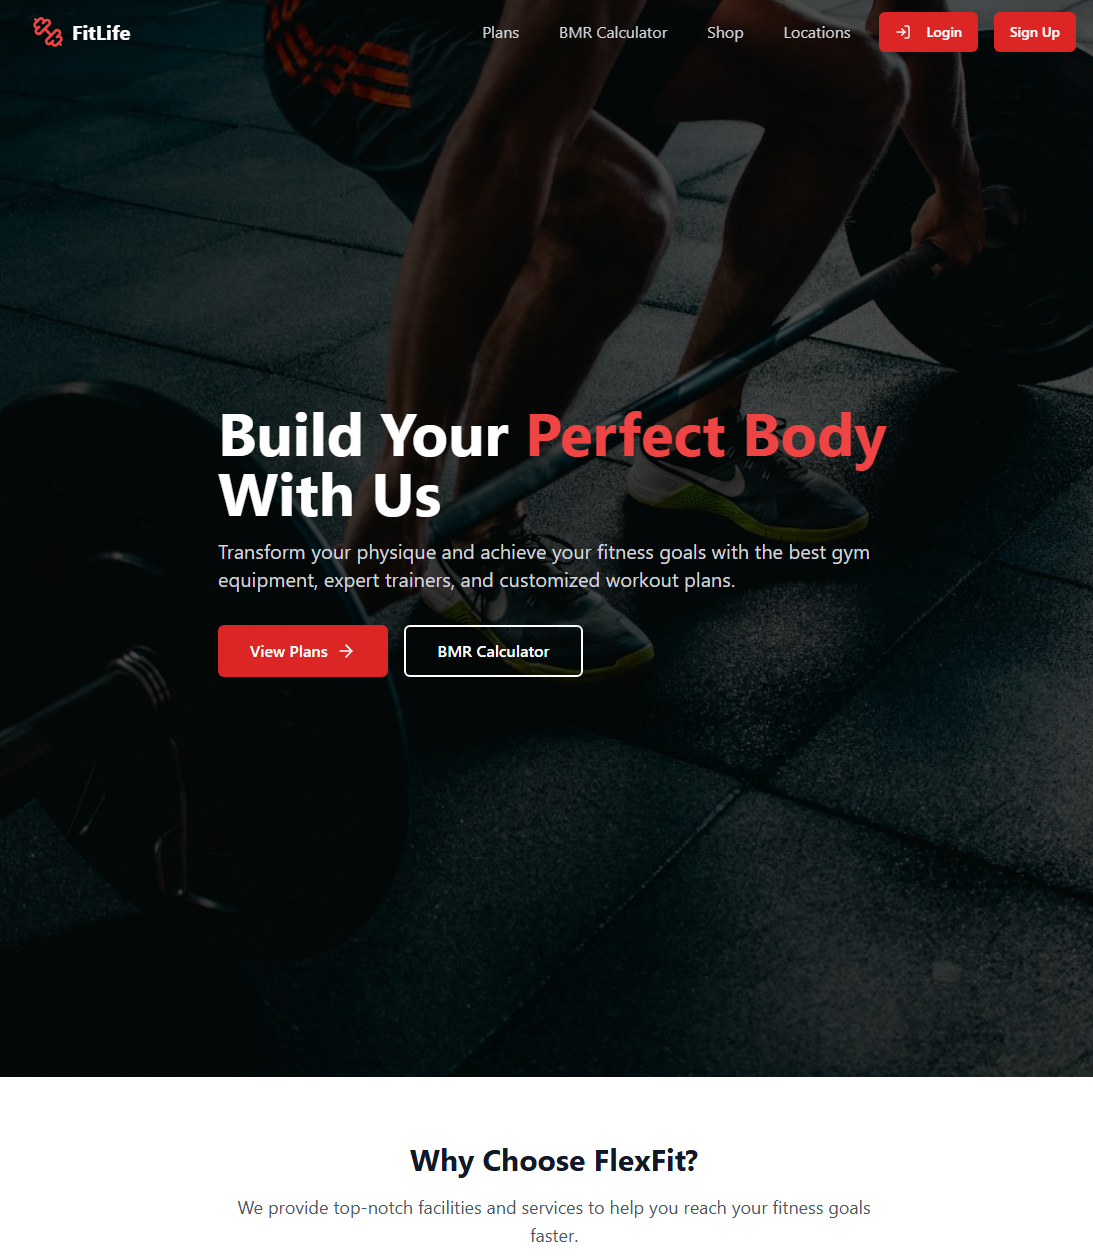 FitLife
Plans
BMR Calculator
Shop
Locations
Login
Sign Up
Build Your Perfect Body
With Us
Transform your physique and achieve your fitness goals with the best gym
equipment, expert trainers, and customized workout plans.
View Plans
BMR Calculator
Why Choose FlexFit?
We provide top-notch facilities and services to help you reach your fitness goals
faster.